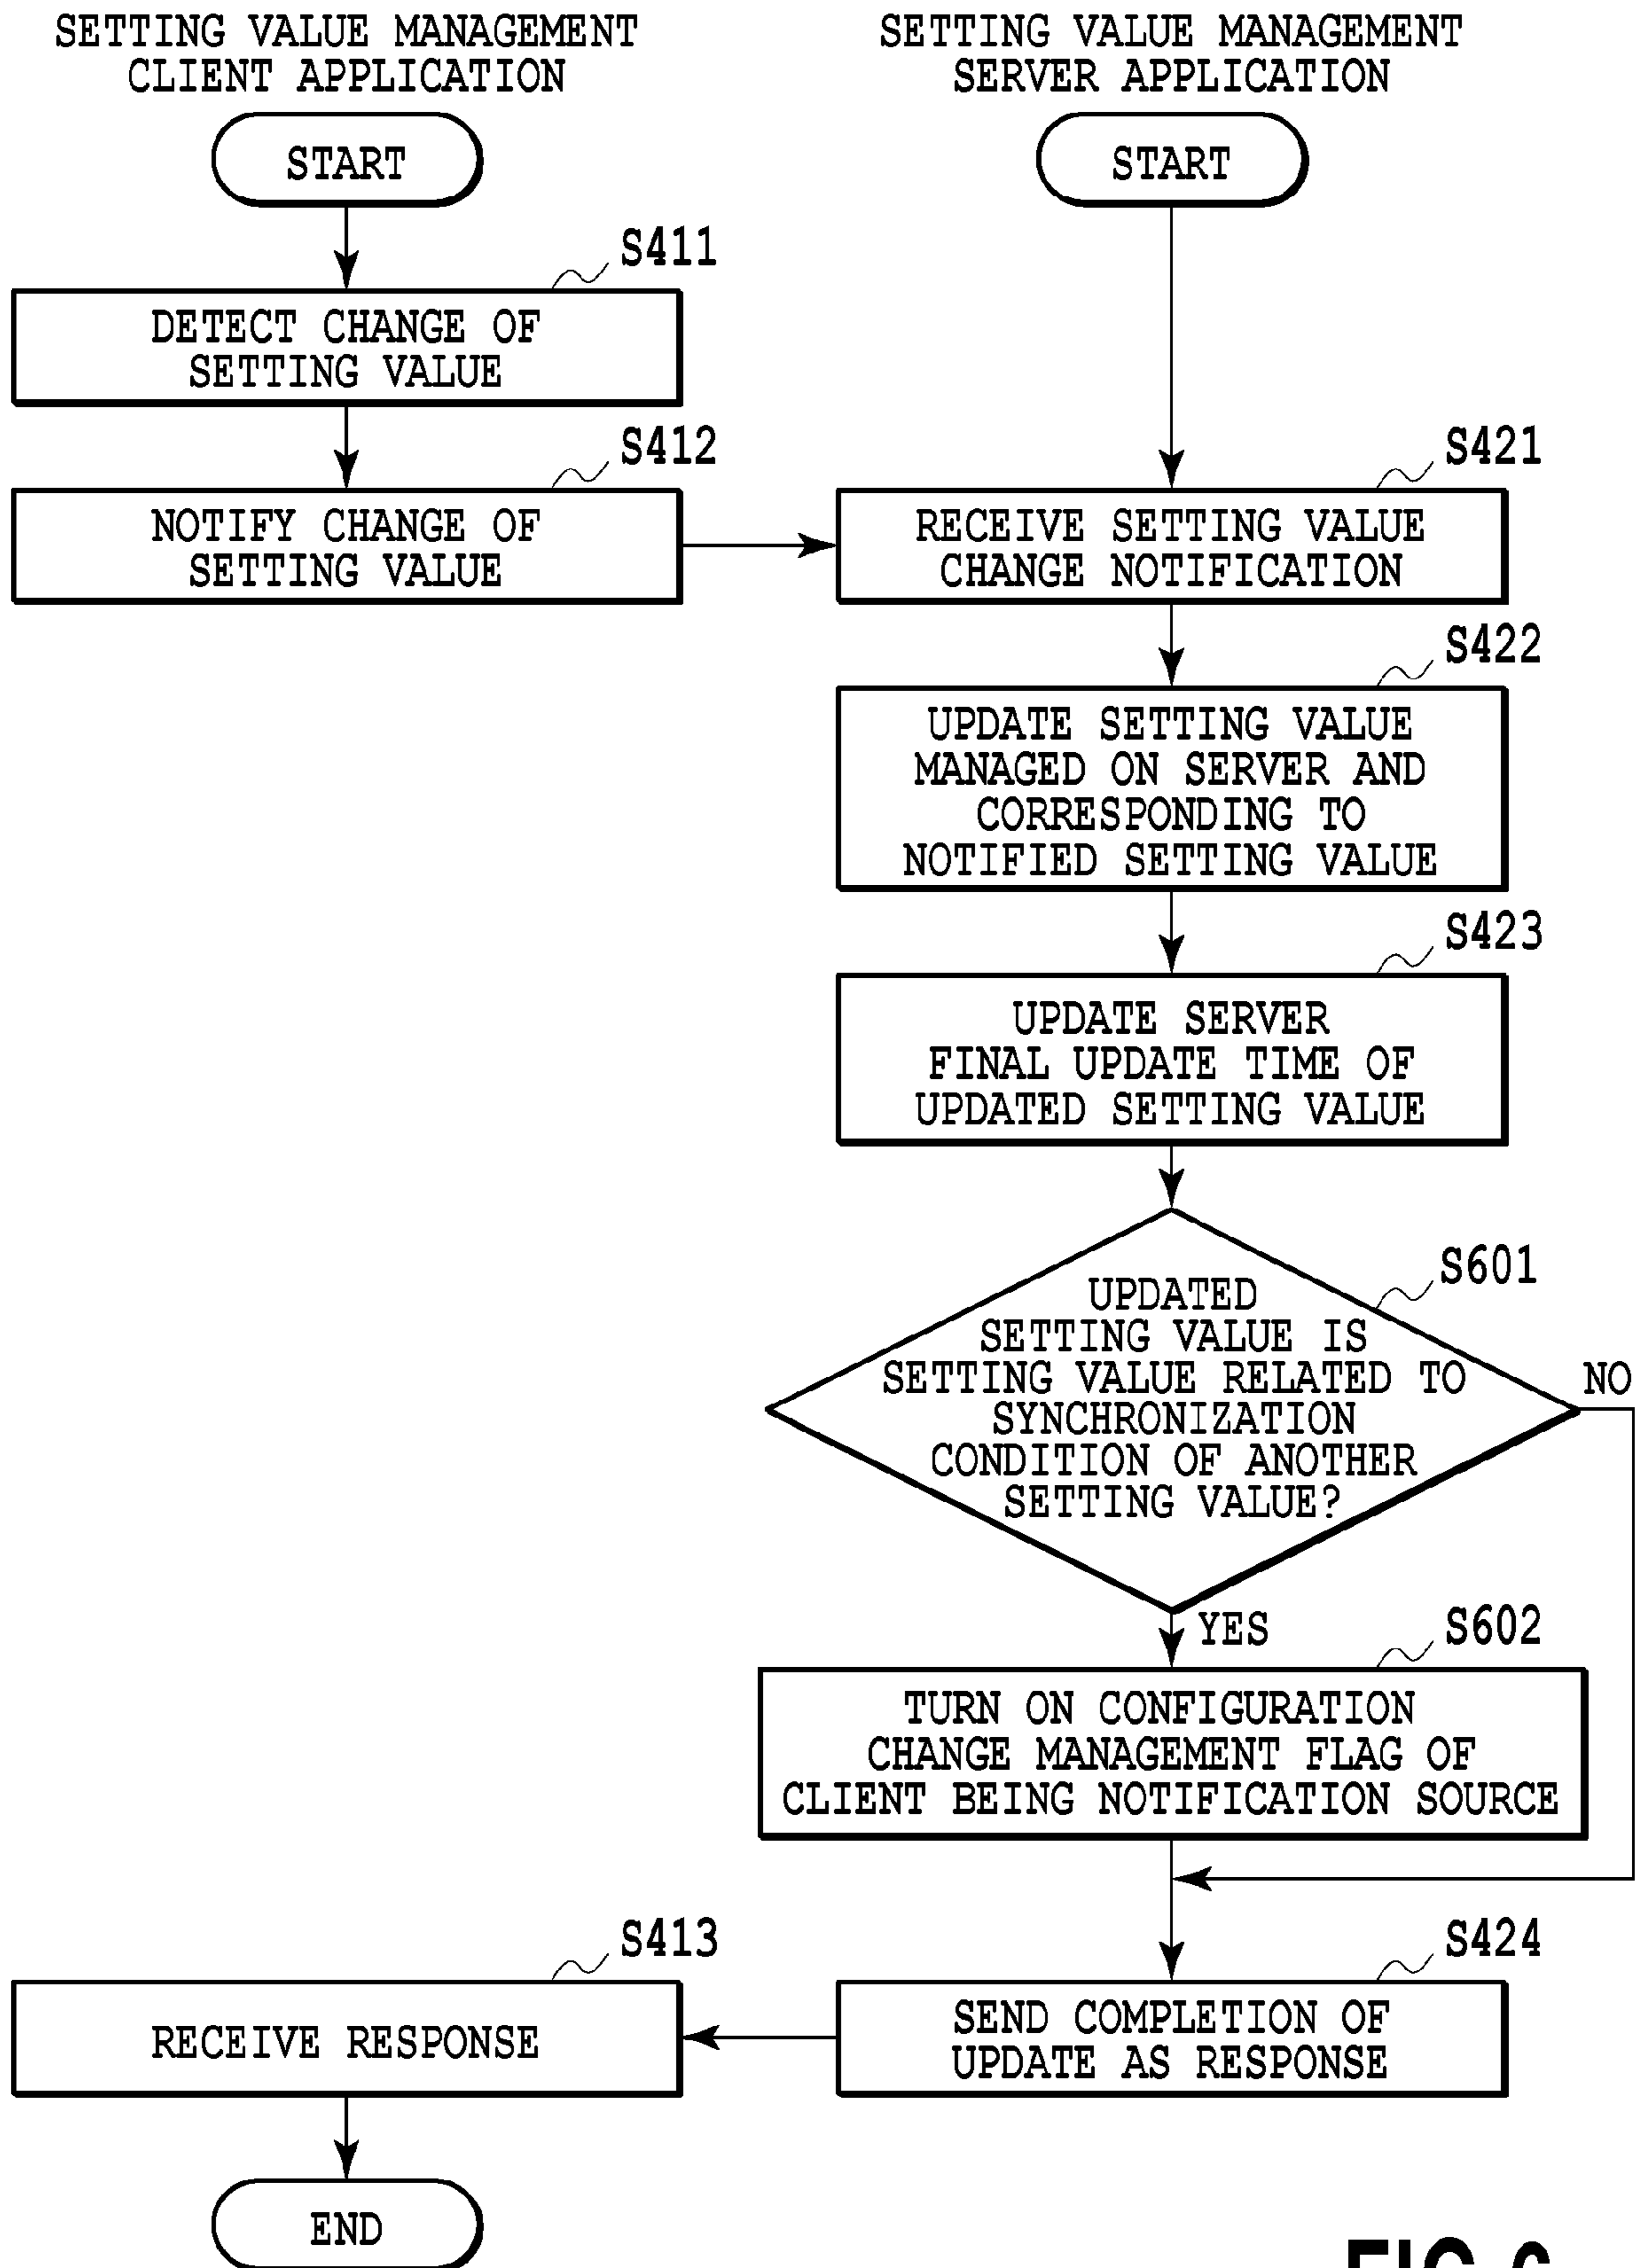 SETTING VALUE MANAGEMENT
CLIENT APPLICATION
SETTING VALUE MANAGEMENT
SERVER APPLICATION
START
START
S411
DETECT CHANGE OF
SETTING VALUE
S412
NOTIFY CHANGE OF
SETTING VALUE
S421
RECEIVE SETTING VALUE
CHANGE NOTIFICATION
S422
UPDATE SETTING VALUE
MANAGED ON SERVER AND
CORRESPONDING TO
NOTIFIED SETTING VALUE
S423
UPDATE SERVER
FINAL UPDATE TIME OF
UPDATED SETTING VALUE
S601
UPDATED
SETTING VALUE IS
SETTING VALUE RELATED TO
SYNCHRONIZATION
CONDITION OF ANOTHER
SETTING VALUE?
NO
YES
S602
TURN ON CONFIGURATION
CHANGE MANAGEMENT FLAG OF
CLIENT BEING NOTIFICATION SOURCE
S413
RECEIVE RESPONSE
S424
SEND COMPLETION OF
UPDATE AS RESPONSE
END
FIG.6